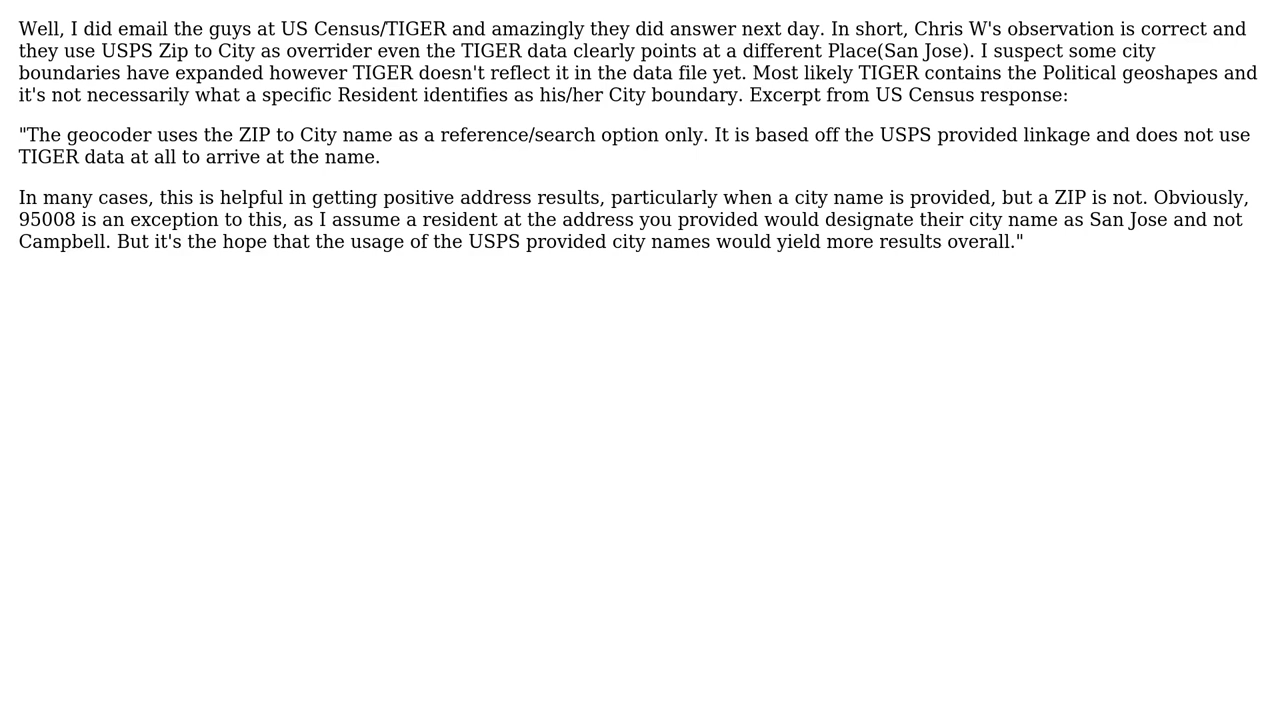 Well, I did email the guys at US Census/TIGER and amazingly they did answer next day. In short, Chris W's observation is correct and
they use USPS Zip to City as overrider even the TIGER data clearly points at a different Place(San Jose). I suspect some city
boundaries have expanded however TIGER doesn't reflect it in the data file yet. Most likely TIGER contains the Political geoshapes and
it's not necessarily what a specific Resident identifies as his/her City boundary. Excerpt from US Census response:
"The geocoder uses the ZIP to City name as a reference/search option only. It is based off the USPS provided linkage and does not use
TIGER data at all to arrive at the name.
In many cases, this is helpful in getting positive address results, particularly when a city name is provided, but a ZIP is not. Obviously,
95008 is an exception to this, as I assume a resident at the address you provided would designate their city name as San Jose and not
Campbell. But it's the hope that the usage of the USPS provided city names would yield more results overall."